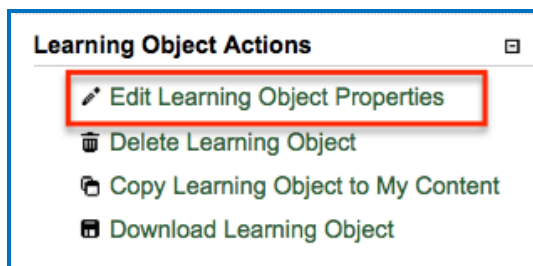 Learning Object Actions
Edit Learning Object Properties
Delete Learning Object
Copy Learning Object to My Content
Download Learning Object